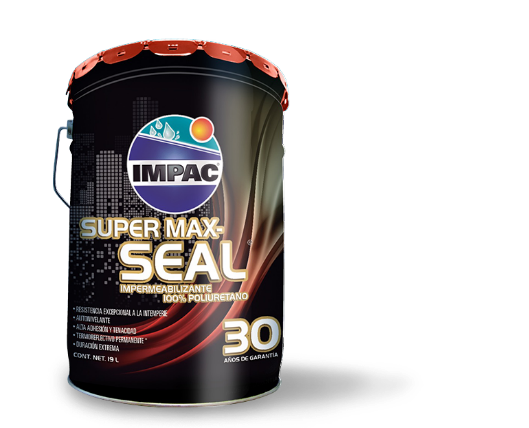 IMPAC
SUPER MAX-
SEAL
IMPERMEABILIZANTE
100% POLIURETANO
• RESISTENCIA EXCEPCIONAL A LA INTEMPERIE
• AUTONIVELANTE
• ALTA ADHESIÓN Y TENACIDAD
• TERMORREFLECTIVO PERMANENTE *
• DURACIÓN EXTREMA
CONT. NET. 19 L
30
AÑOS DE GARANTÍA